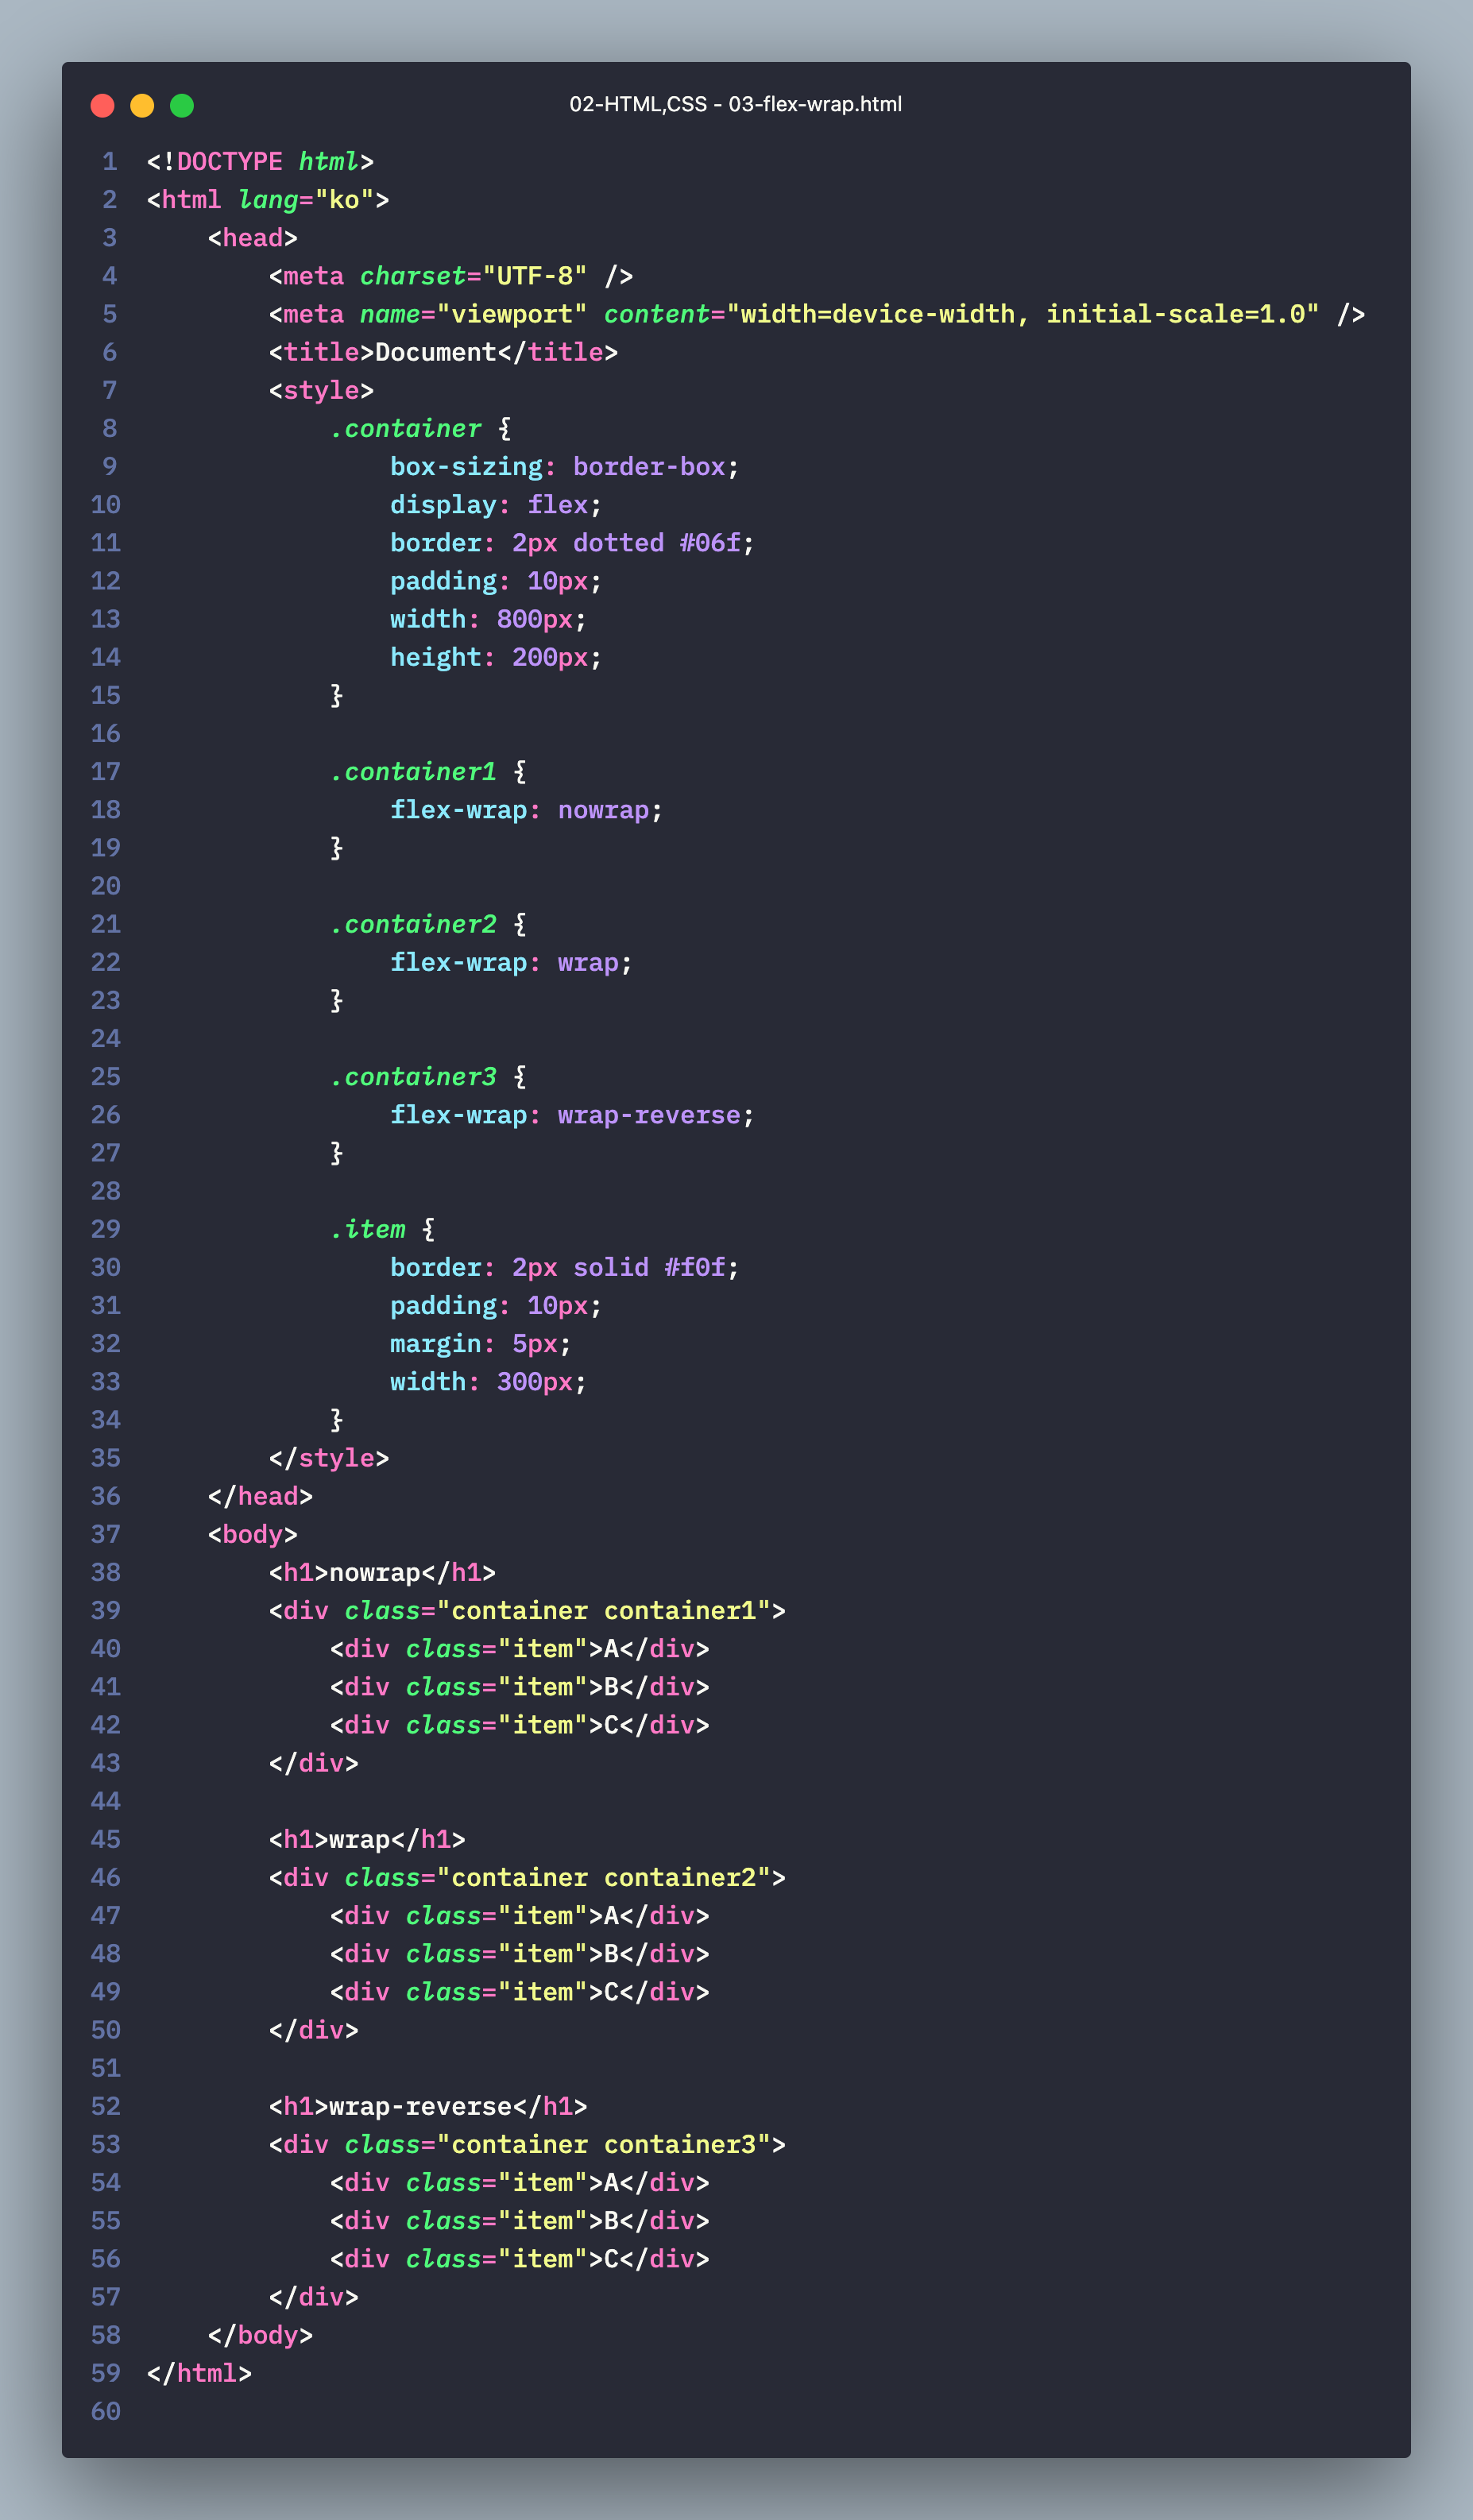 02-HTML,CSS - 03-flex-wrap.html
1 <!DOCTYPE html>
2 <html lang="ko">
3     <head>
4         <meta charset="UTF-8" />
5         <meta name="viewport" content="width=device-width, initial-scale=1.0" />
6         <title>Document</title>
7         <style>
8             .container {
9                 box-sizing: border-box;
10                 display: flex;
11                 border: 2px dotted #06f;
12                 padding: 10px;
13                 width: 800px;
14                 height: 200px;
15             }
16
17             .container1 {
18                 flex-wrap: nowrap;
19             }
20
21             .container2 {
22                 flex-wrap: wrap;
23             }
24
25             .container3 {
26                 flex-wrap: wrap-reverse;
27             }
28
29             .item {
30                 border: 2px solid #f0f;
31                 padding: 10px;
32                 margin: 5px;
33                 width: 300px;
34             }
35         </style>
36     </head>
37     <body>
38         <h1>nowrap</h1>
39         <div class="container container1">
40             <div class="item">A</div>
41             <div class="item">B</div>
42             <div class="item">C</div>
43         </div>
44
45         <h1>wrap</h1>
46         <div class="container container2">
47             <div class="item">A</div>
48             <div class="item">B</div>
49             <div class="item">C</div>
50         </div>
51
52         <h1>wrap-reverse</h1>
53         <div class="container container3">
54             <div class="item">A</div>
55             <div class="item">B</div>
56             <div class="item">C</div>
57         </div>
58     </body>
59 </html>
60